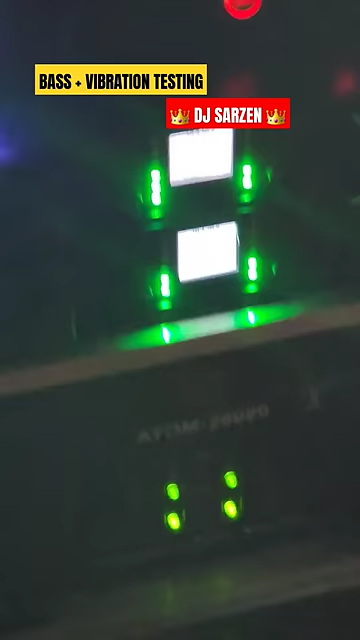 BASS + VIBRATION TESTING
👑 DJ SARZEN 👑